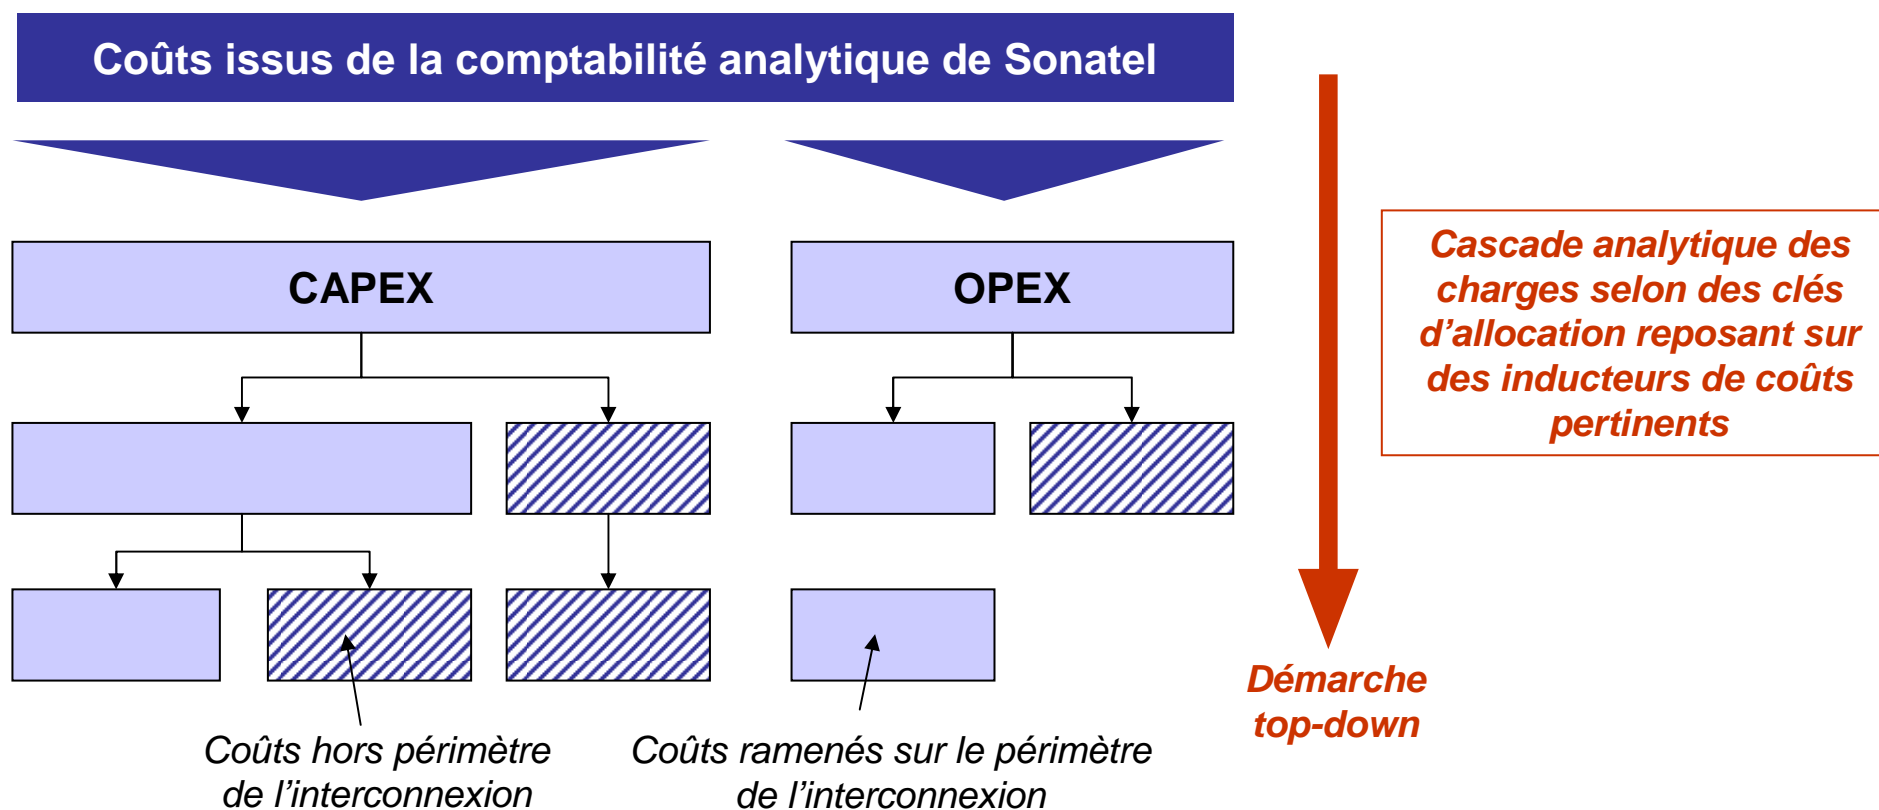 Coûts issus de la comptabilité analytique de Sonatel
CAPEX
OPEX
Cascade analytique des
charges selon des clés
d’allocation reposant sur
des inducteurs de coûts
pertinents
Démarche
top-down
Coûts hors périmètre
de l’interconnexion
Coûts ramenés sur le périmètre
de l’interconnexion